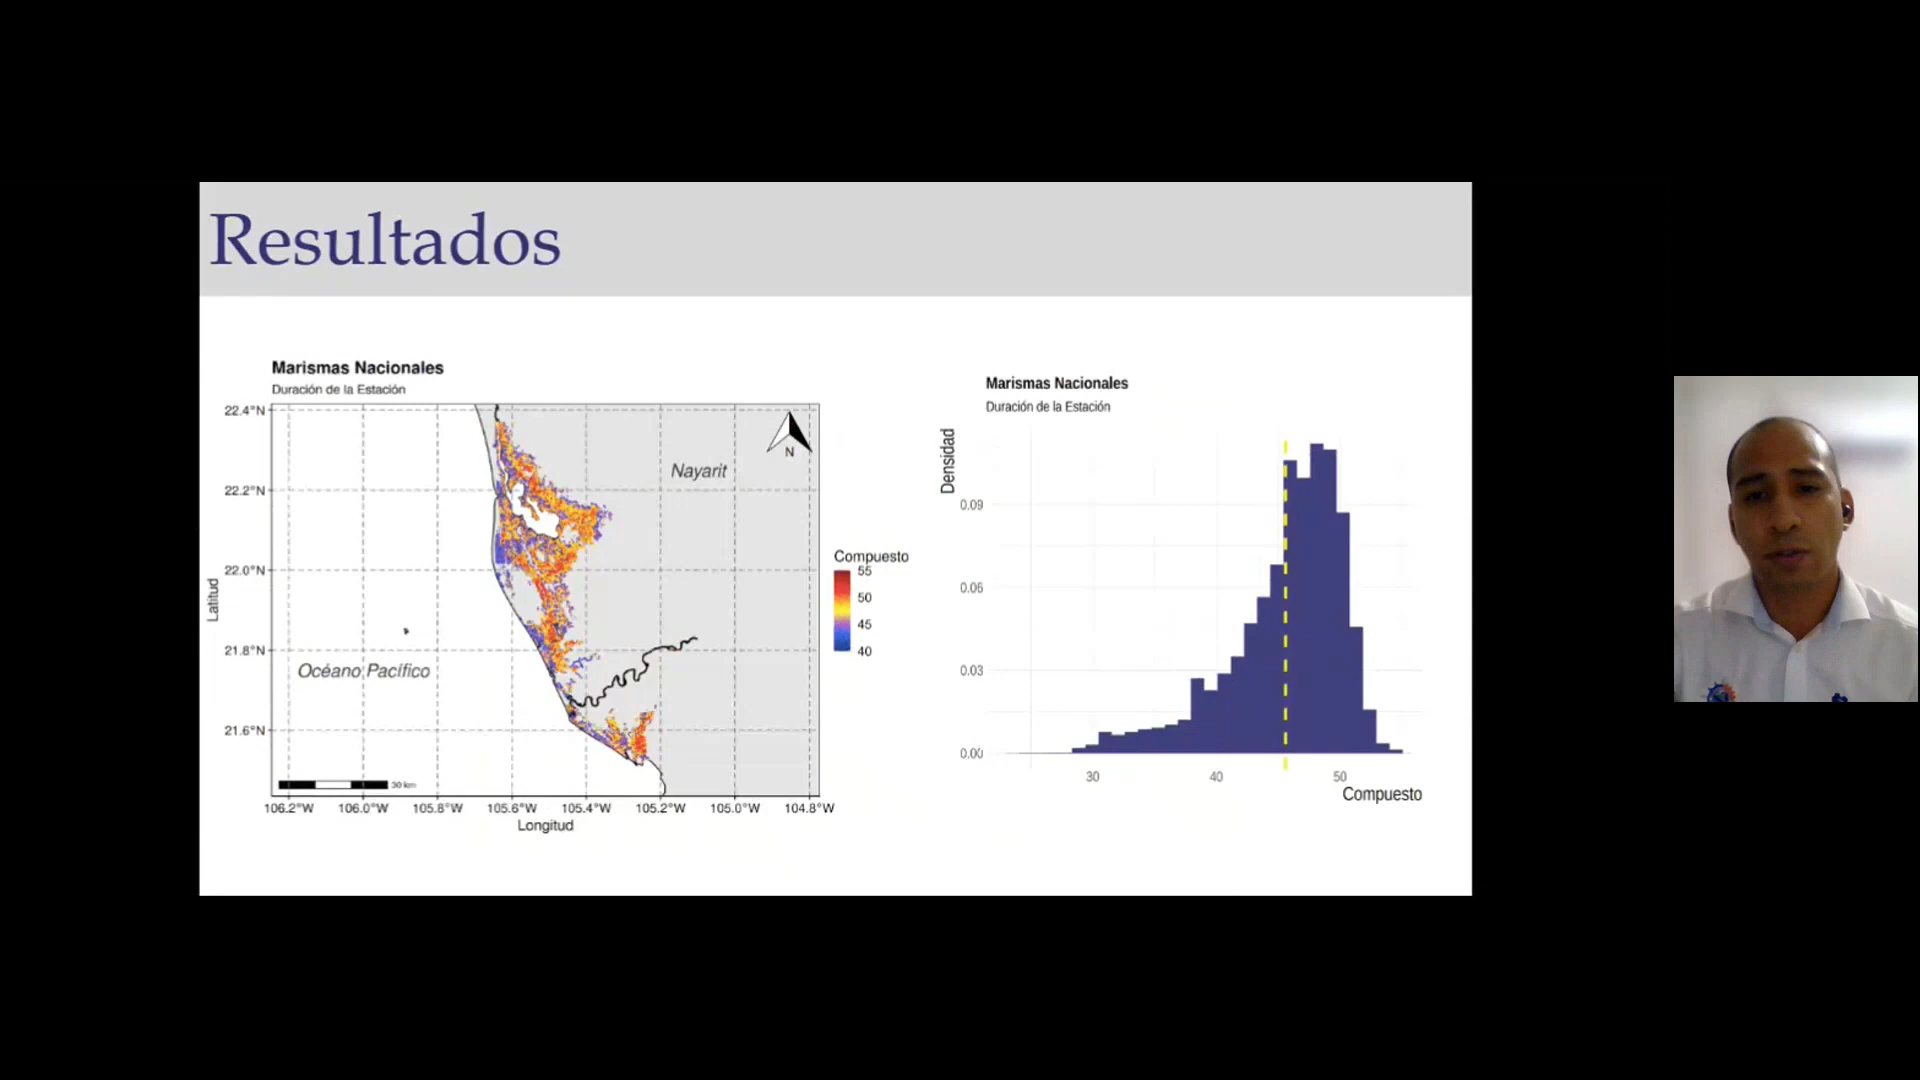 Resultados
Marismas Nacionales
Duración de la Estación
22.4°N
22.2°N
22.0°N
21.8°N
21.6°N
Latitud
Nayarit
N
Océano Pacífico
30 km
106.2°W 106.0°W 105.8°W 105.6°W 105.4°W 105.2°W 105.0°W 104.8°W
Longitud
Compuesto
55
50
45
40
Marismas Nacionales
Duración de la Estación
Densidad
0.09
0.06
0.03
0.00
30 40 50
Compuesto